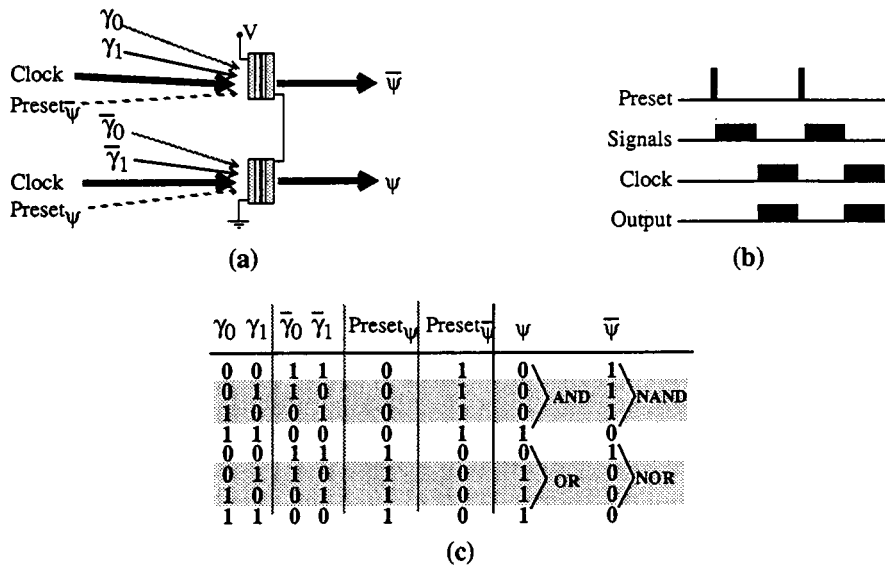 γ0
γ1
V
Clock
ψ̄
Presetψ̄
γ̄0
γ̄1
Clock
ψ
Presetψ
(a)
Preset
Signals
Clock
Output
(b)
γ0 γ1 γ̄0 γ̄1 Presetψ Presetψ̄ ψ ψ̄
0 0 1 1 0 1 0 1
0 1 1 0 0 1 0 1
AND NAND
1 0 0 1 0 1 0 1
1 1 0 0 0 1 1 0
0 0 1 1 1 0 0 1
0 1 1 0 1 0 1 0
OR NOR
1 0 0 1 1 0 1 0
1 1 0 0 1 0 1 0
(c)